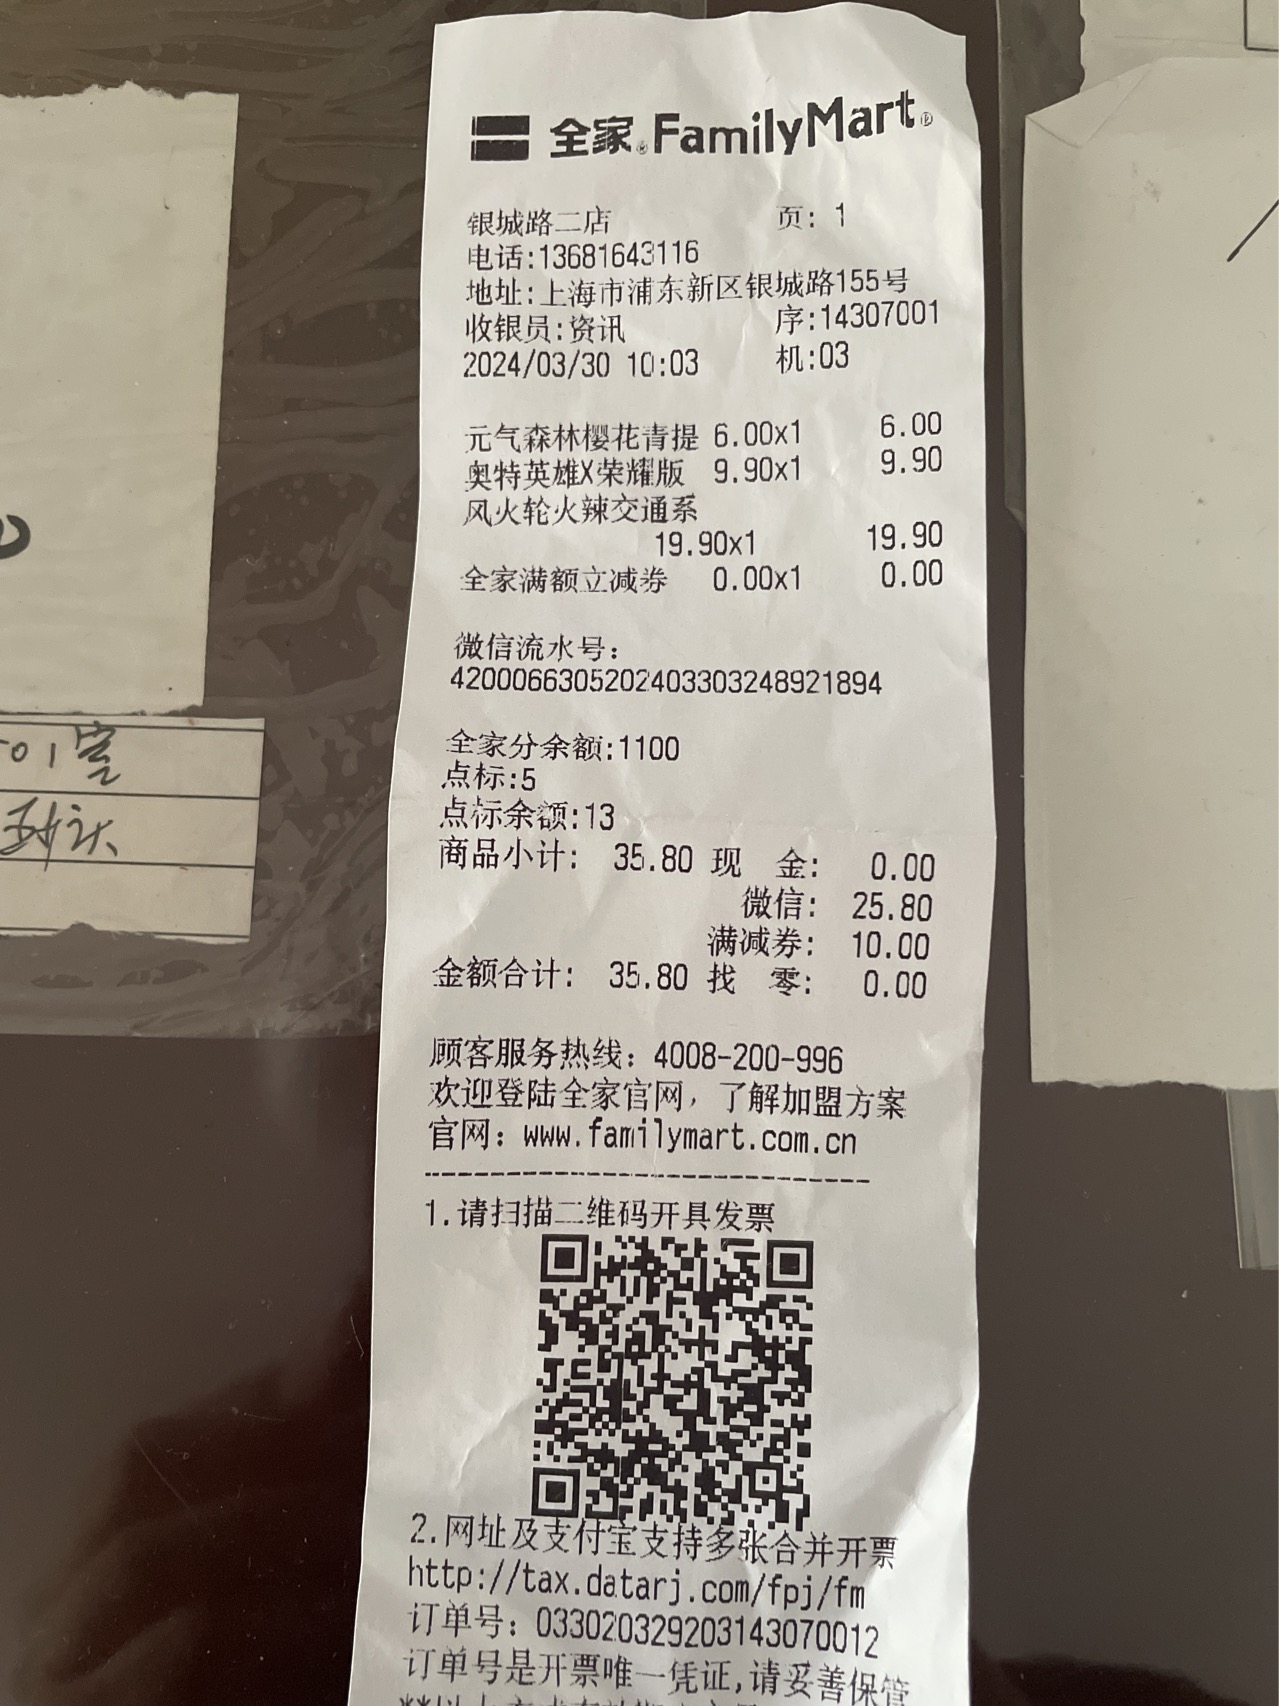 全家 FamilyMart
银城路二店 页: 1
电话:13681643116
地址:上海市浦东新区银城路155号
收银员:资讯 序:14307001
2024/03/30 10:03 机:03
元气森林樱花青提 6.00x1 6.00
奥特英雄X荣耀版 9.90x1 9.90
风火轮火辣交通系
19.90x1 19.90
全家满额立减券 0.00x1 0.00
微信流水号:
4200066305202403303248921894
全家分余额:1100
点标:5
点标余额:13
商品小计: 35.80 现 金: 0.00
微信: 25.80
满减券: 10.00
金额合计: 35.80 找 零: 0.00
顾客服务热线: 4008-200-996
欢迎登陆全家官网, 了解加盟方案
官网: www.familymart.com.cn
--------------------------------
1.请扫描二维码开具发票
2.网址及支付宝支持多张合并开票
http://tax.datarj.com/fpj/fm
订单号: 033020329203143070012
订单号是开票唯一凭证,请妥善保管
01室